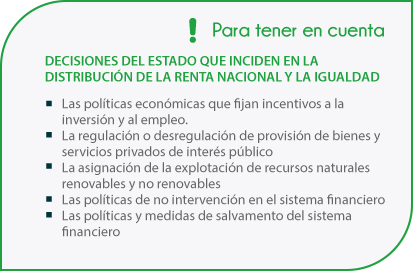 ! Para tener en cuenta
DECISIONES DEL ESTADO QUE INCIDEN EN LA
DISTRIBUCIÓN DE LA RENTA NACIONAL Y LA IGUALDAD
▪ Las políticas económicas que fijan incentivos a la
inversión y al empleo.
▪ La regulación o desregulación de provisión de bienes y
servicios privados de interés público
▪ La asignación de la explotación de recursos naturales
renovables y no renovables
▪ Las políticas de no intervención en el sistema financiero
▪ Las políticas y medidas de salvamento del sistema
financiero